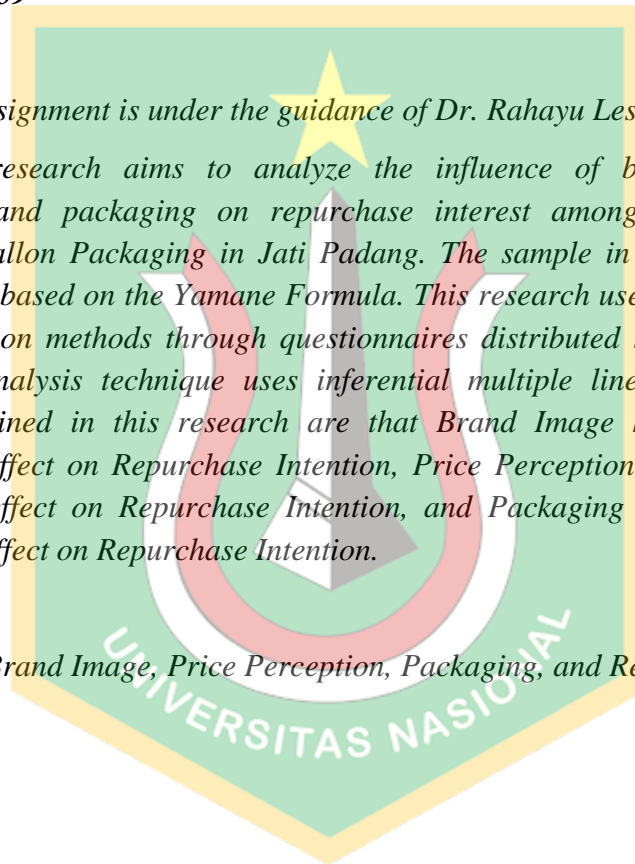 signment is under the guidance of Dr. Rahayu Les
research aims to analyze the influence of b
and packaging on repurchase interest among
allon Packaging in Jati Padang. The sample in
based on the Yamane Formula. This research use
ion methods through questionnaires distributed
nalysis technique uses inferential multiple line
ined in this research are that Brand Image
ffect on Repurchase Intention, Price Perception
effect on Repurchase Intention, and Packaging
ffect on Repurchase Intention.
Brand Image, Price Perception, Packaging, and Re
UNIVERSITAS NASIONAL